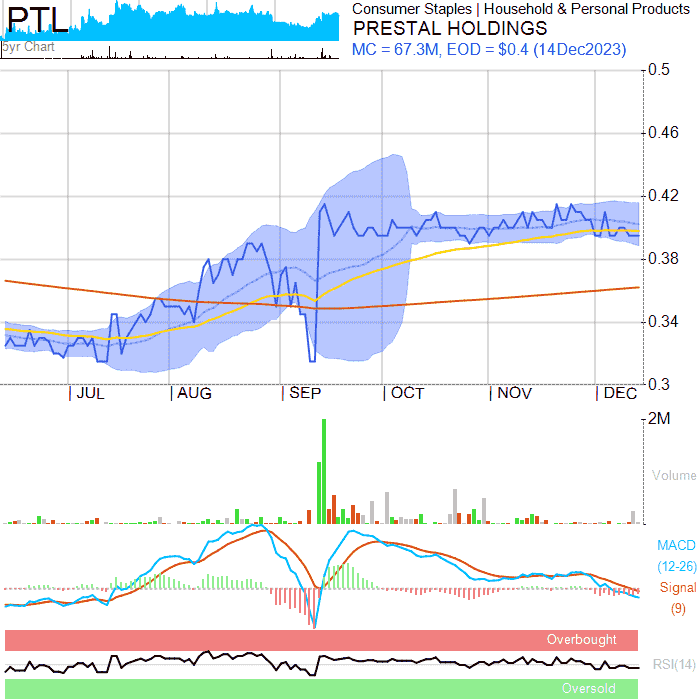 PTL
5yr Chart
Consumer Staples | Household & Personal Products
PRESTAL HOLDINGS
MC = 67.3M, EOD = $0.4 (14Dec2023)
0.5
0.46
0.42
0.38
0.34
0.3
JUL AUG SEP OCT NOV DEC
2M
Volume
MACD
(12-26)
Signal
(9)
Overbought
RSI(14)
Oversold